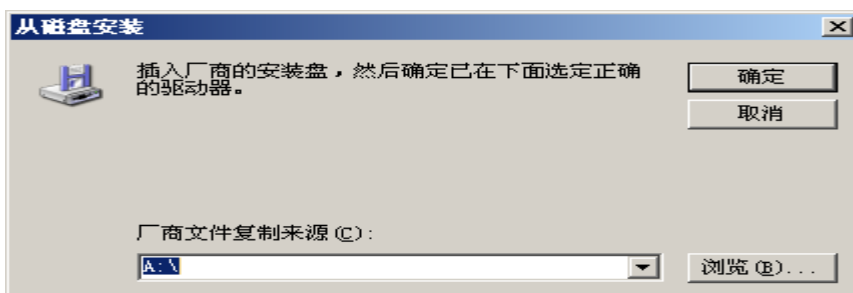 从磁盘安装
插入厂商的安装盘，然后确定已在下面选定正确
的驱动器。
确定
取消
厂商文件复制来源(C):
A:\
浏览(B)...